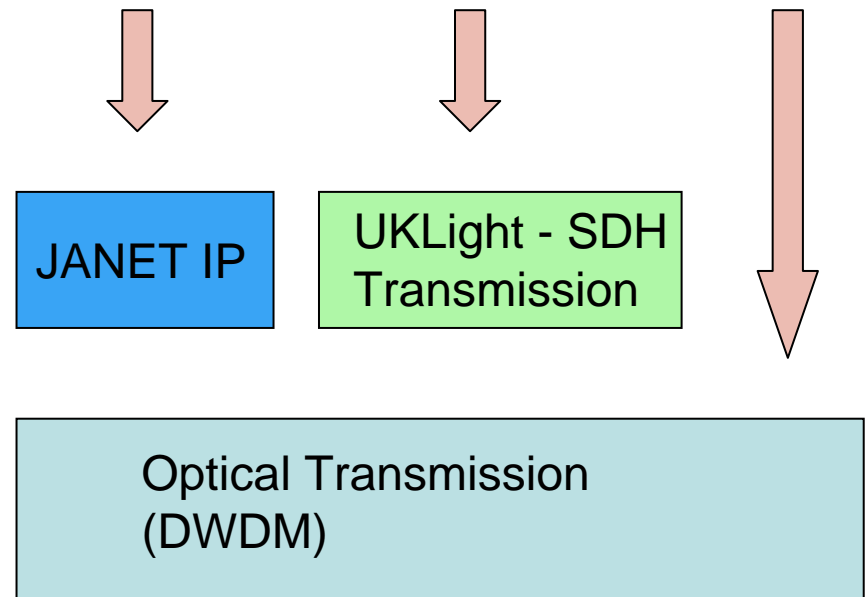 JANET IP
UKLight - SDH
Transmission
Optical Transmission
(DWDM)